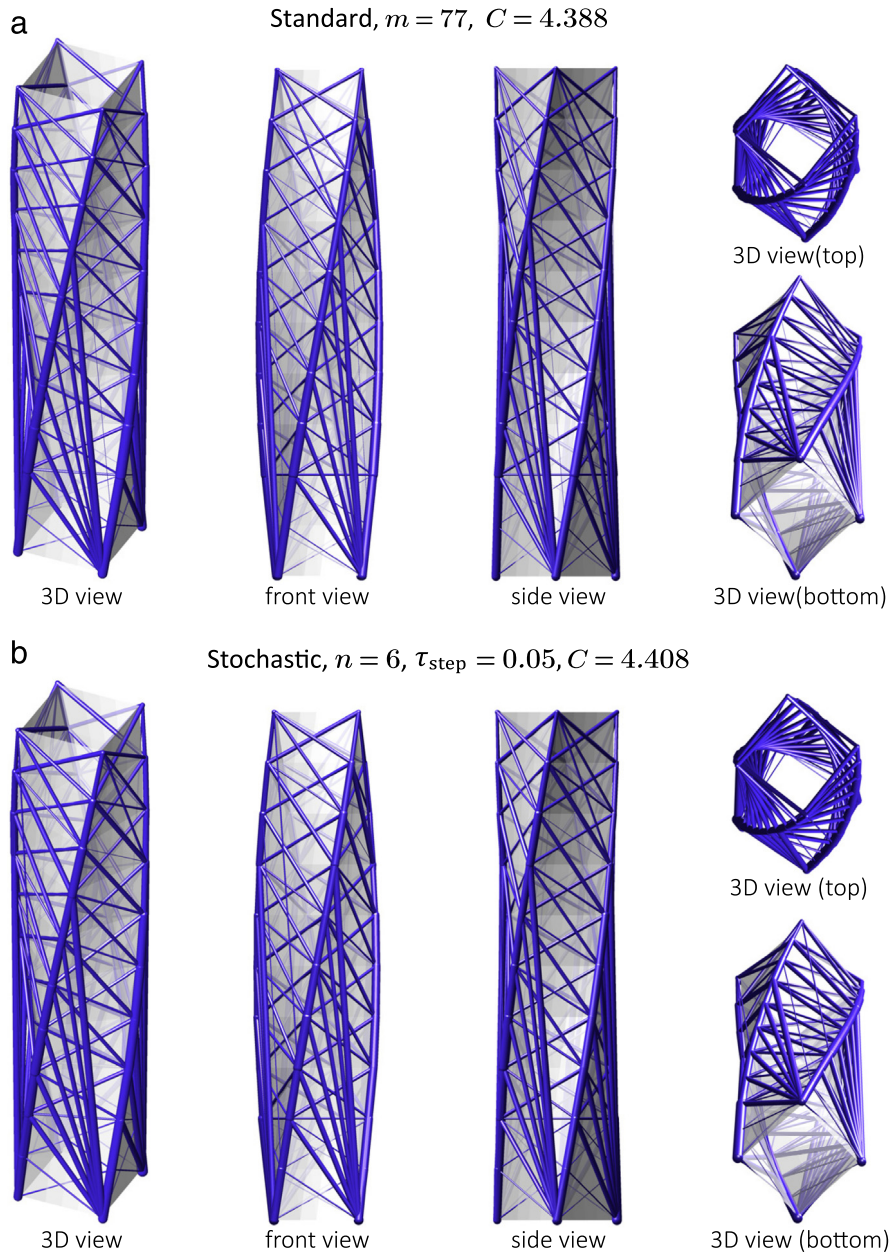 a
Standard, m = 77, C = 4.388
3D view(top)
3D view
front view
side view
3D view(bottom)
b
Stochastic, n = 6, τstep = 0.05, C = 4.408
3D view (top)
3D view
front view
side view
3D view (bottom)